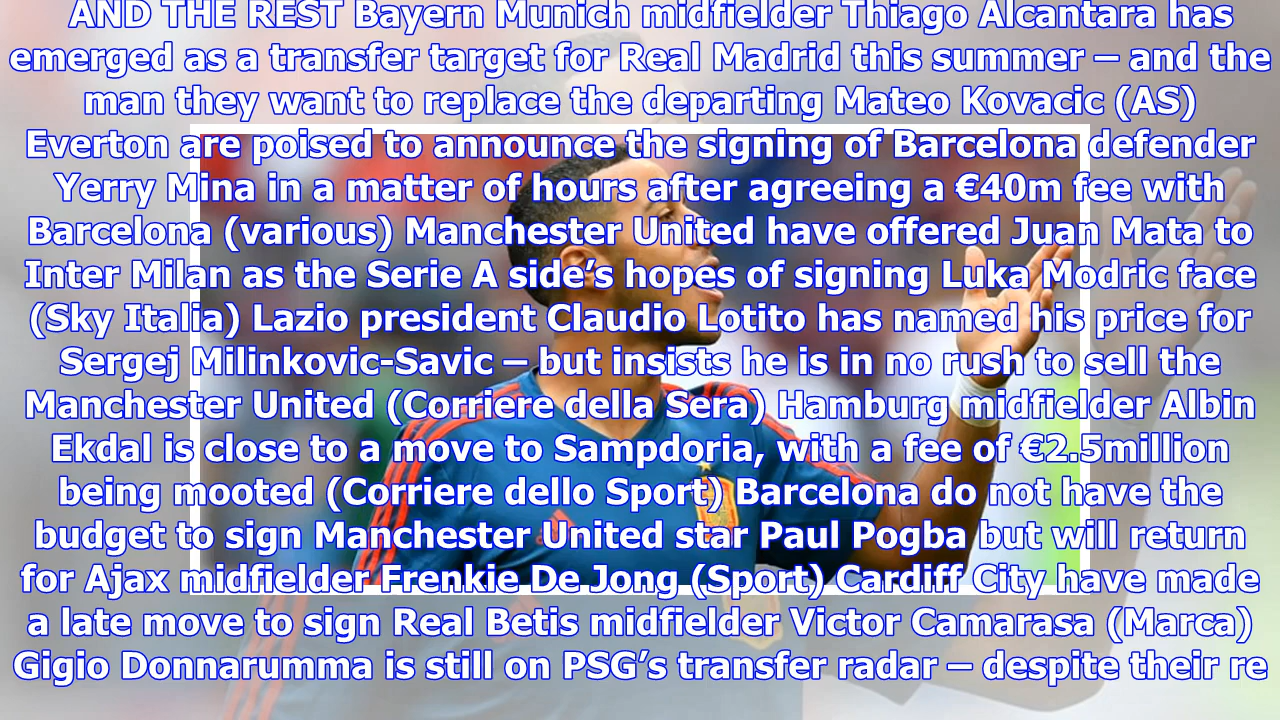 AND THE REST Bayern Munich midfielder Thiago Alcantara has
emerged as a transfer target for Real Madrid this summer – and the
man they want to replace the departing Mateo Kovacic (AS)
Everton are poised to announce the signing of Barcelona defender
Yerry Mina in a matter of hours after agreeing a €40m fee with
Barcelona (various) Manchester United have offered Juan Mata to
Inter Milan as the Serie A side’s hopes of signing Luka Modric face
(Sky Italia) Lazio president Claudio Lotito has named his price for
Sergej Milinkovic-Savic – but insists he is in no rush to sell the
Manchester United (Corriere della Sera) Hamburg midfielder Albin
Ekdal is close to a move to Sampdoria, with a fee of €2.5million
being mooted (Corriere dello Sport) Barcelona do not have the
budget to sign Manchester United star Paul Pogba but will return
for Ajax midfielder Frenkie De Jong (Sport) Cardiff City have made
a late move to sign Real Betis midfielder Victor Camarasa (Marca)
Gigio Donnarumma is still on PSG’s transfer radar – despite their re